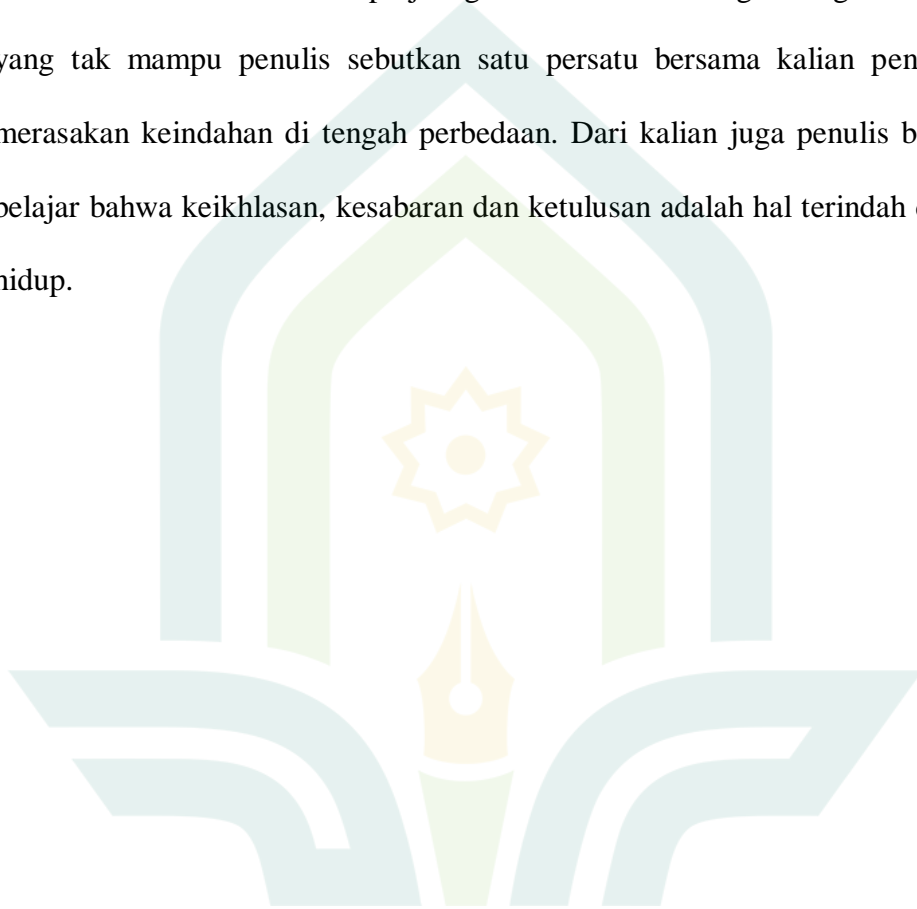 yang tak mampu penulis sebutkan satu persatu bersama kalian pen
merasakan keindahan di tengah perbedaan. Dari kalian juga penulis b
belajar bahwa keikhlasan, kesabaran dan ketulusan adalah hal terindah
hidup.